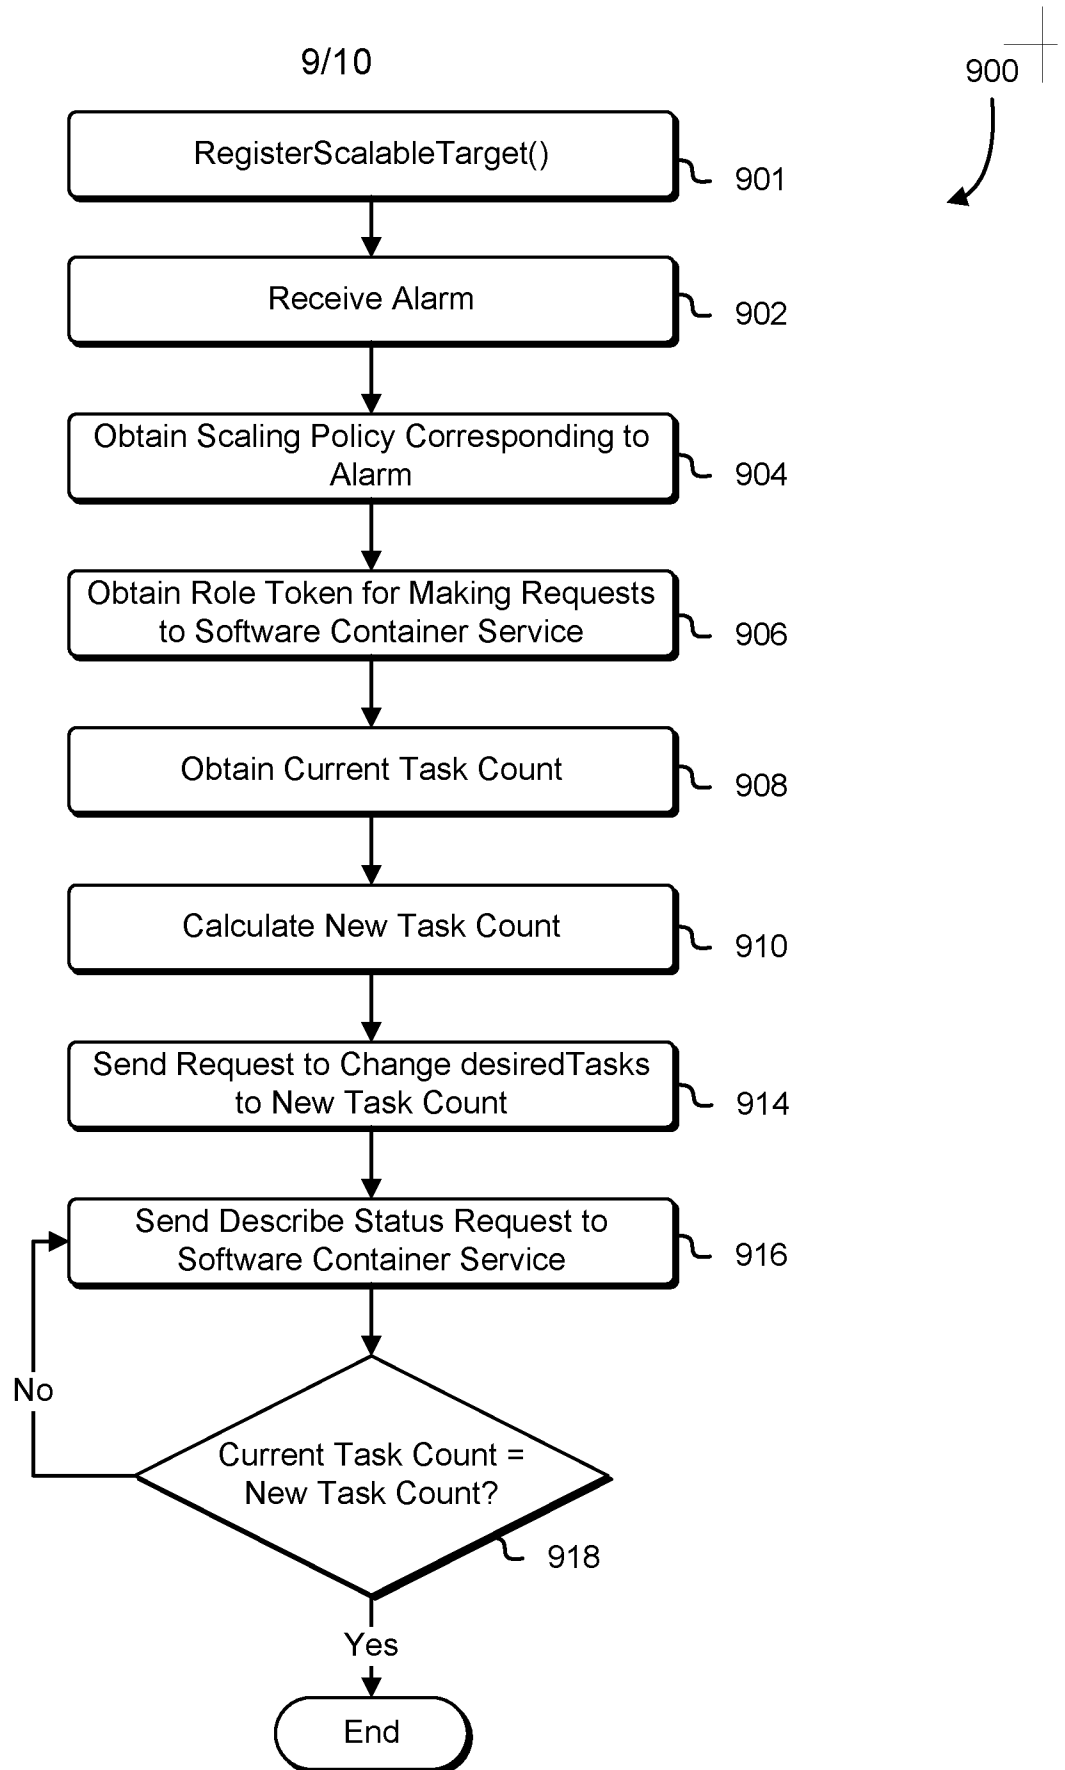 9/10
900
RegisterScalableTarget()
901
Receive Alarm
902
Obtain Scaling Policy Corresponding to
Alarm
904
Obtain Role Token for Making Requests
to Software Container Service
906
Obtain Current Task Count
908
Calculate New Task Count
910
Send Request to Change desiredTasks
to New Task Count
914
Send Describe Status Request to
Software Container Service
916
No
Current Task Count =
New Task Count?
918
Yes
End